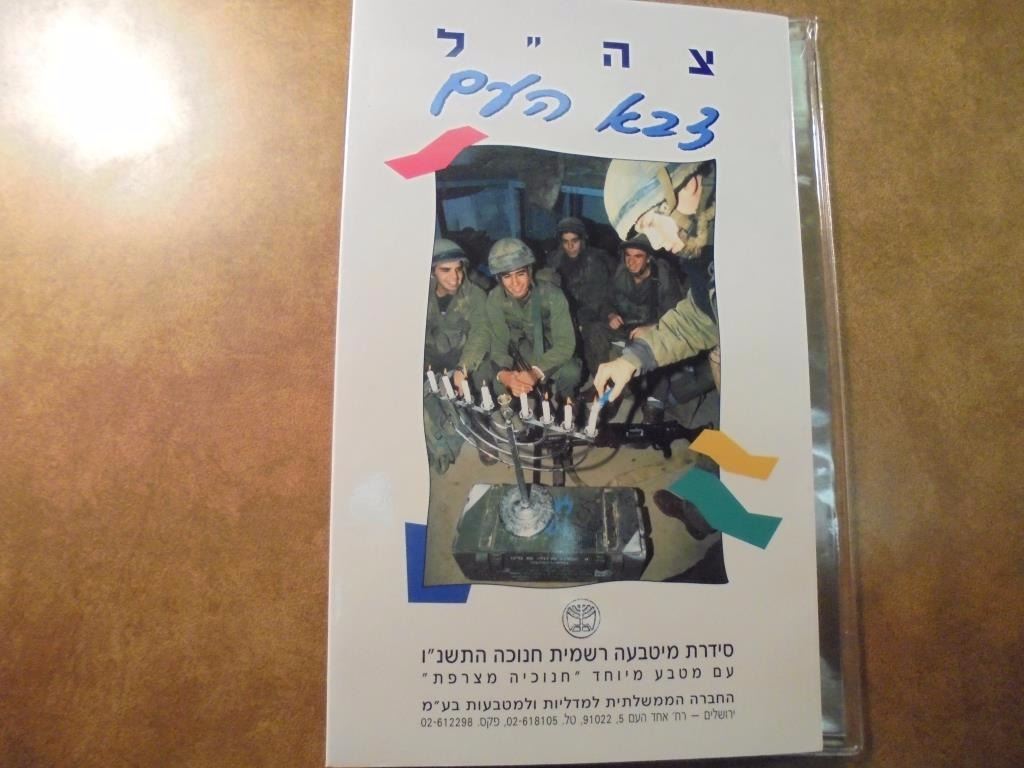 צה"ל
צבא העם
סידרת מיטבעה רשמית חנוכה התשנ"ו
עם מטבע מיוחד "חנוכיה מצרפת"
החברה הממשלתית למדליות ולמטבעות בע"מ
ירושלים – רח' אחד העם 5, 91022, טל. 02-618105, פקס. 02-612298